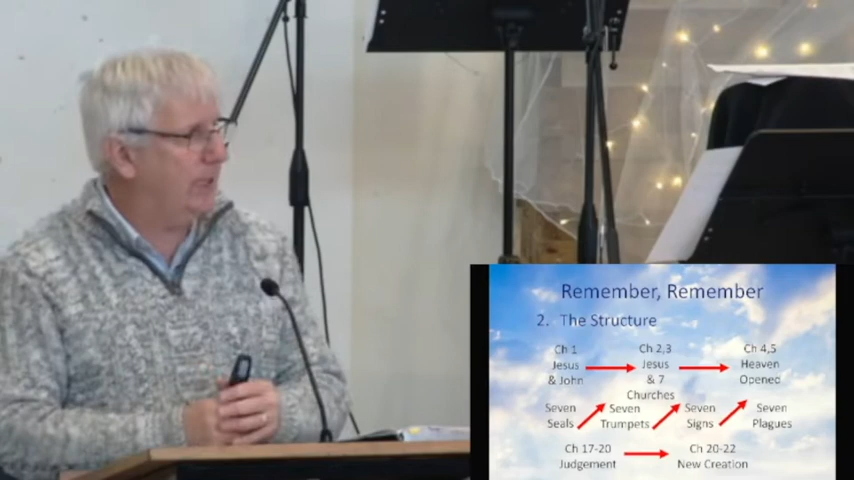 Remember, Remember
2. The Structure
Ch 1 Ch 2,3 Ch 4,5
Jesus Jesus Heaven
& John & 7 Opened
Churches
Seven Seven Seven Seven
Seals Trumpets Signs Plagues
Ch 17-20 Ch 20-22
Judgement New Creation